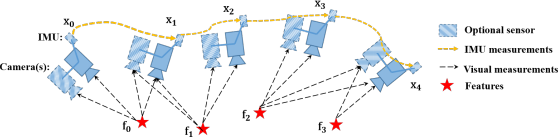 x₀
x₁
x₂
x₃
x₄
IMU:
Camera(s):
f₀
f₁
f₂
f₃
Optional sensor
IMU measurements
Visual measurements
Features